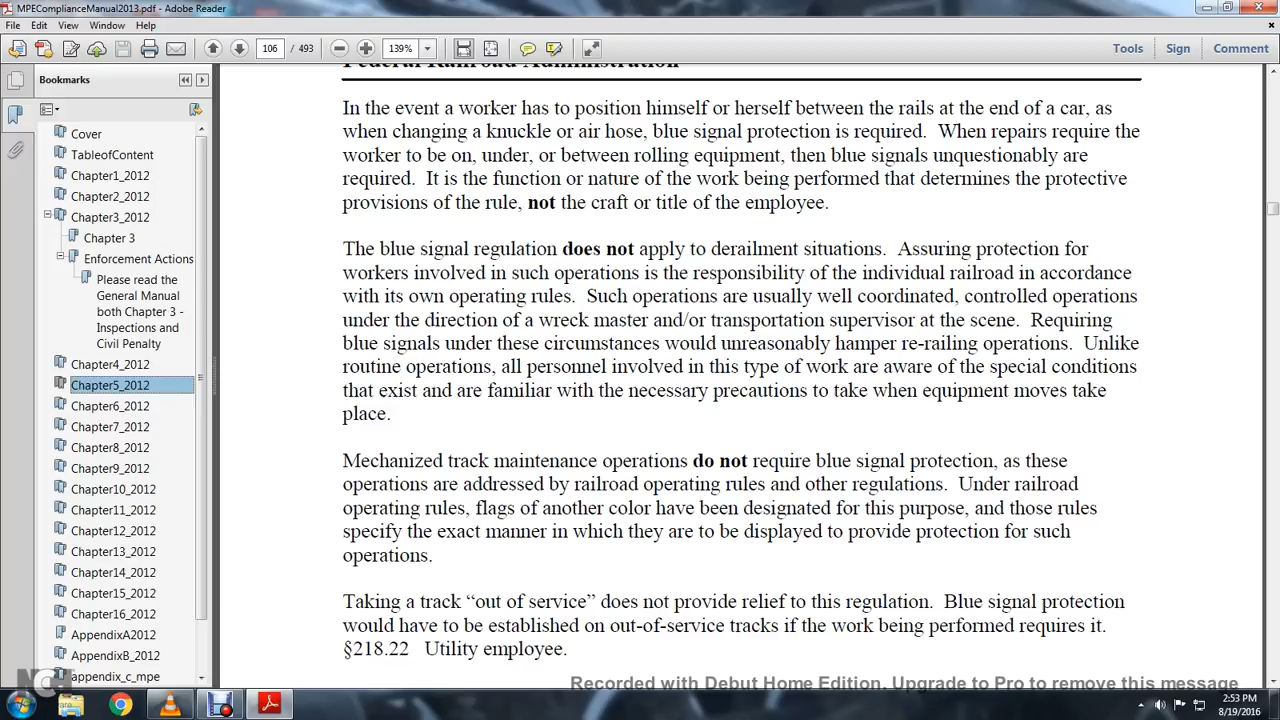 MPEComplianceManual2013.pdf - Adobe Reader
File Edit View Window Help
106 / 493 139% Tools Sign Comment
Bookmarks
Cover
TableofContent
Chapter1_2012
Chapter2_2012
Chapter3_2012
Chapter 3
Enforcement Actions
Please read the
General Manual
both Chapter 3 -
Inspections and
Civil Penalty
Chapter4_2012
Chapter5_2012
Chapter6_2012
Chapter7_2012
Chapter8_2012
Chapter9_2012
Chapter10_2012
Chapter11_2012
Chapter12_2012
Chapter13_2012
Chapter14_2012
Chapter15_2012
Chapter16_2012
AppendixA2012
AppendixB_2012
appendix_c_mpe
Federal Railroad Administration
In the event a worker has to position himself or herself between the rails at the end of a car, as
when changing a knuckle or air hose, blue signal protection is required. When repairs require the
worker to be on, under, or between rolling equipment, then blue signals unquestionably are
required. It is the function or nature of the work being performed that determines the protective
provisions of the rule, not the craft or title of the employee.
The blue signal regulation does not apply to derailment situations. Assuring protection for
workers involved in such operations is the responsibility of the individual railroad in accordance
with its own operating rules. Such operations are usually well coordinated, controlled operations
under the direction of a wreck master and/or transportation supervisor at the scene. Requiring
blue signals under these circumstances would unreasonably hamper re-railing operations. Unlike
routine operations, all personnel involved in this type of work are aware of the special conditions
that exist and are familiar with the necessary precautions to take when equipment moves take
place.
Mechanized track maintenance operations do not require blue signal protection, as these
operations are addressed by railroad operating rules and other regulations. Under railroad
operating rules, flags of another color have been designated for this purpose, and those rules
specify the exact manner in which they are to be displayed to provide protection for such
operations.
Taking a track “out of service” does not provide relief to this regulation. Blue signal protection
would have to be established on out-of-service tracks if the work being performed requires it.
§218.22 Utility employee.
Recorded with Debut Home Edition. Upgrade to Pro to remove this message
2:53 PM
8/19/2016